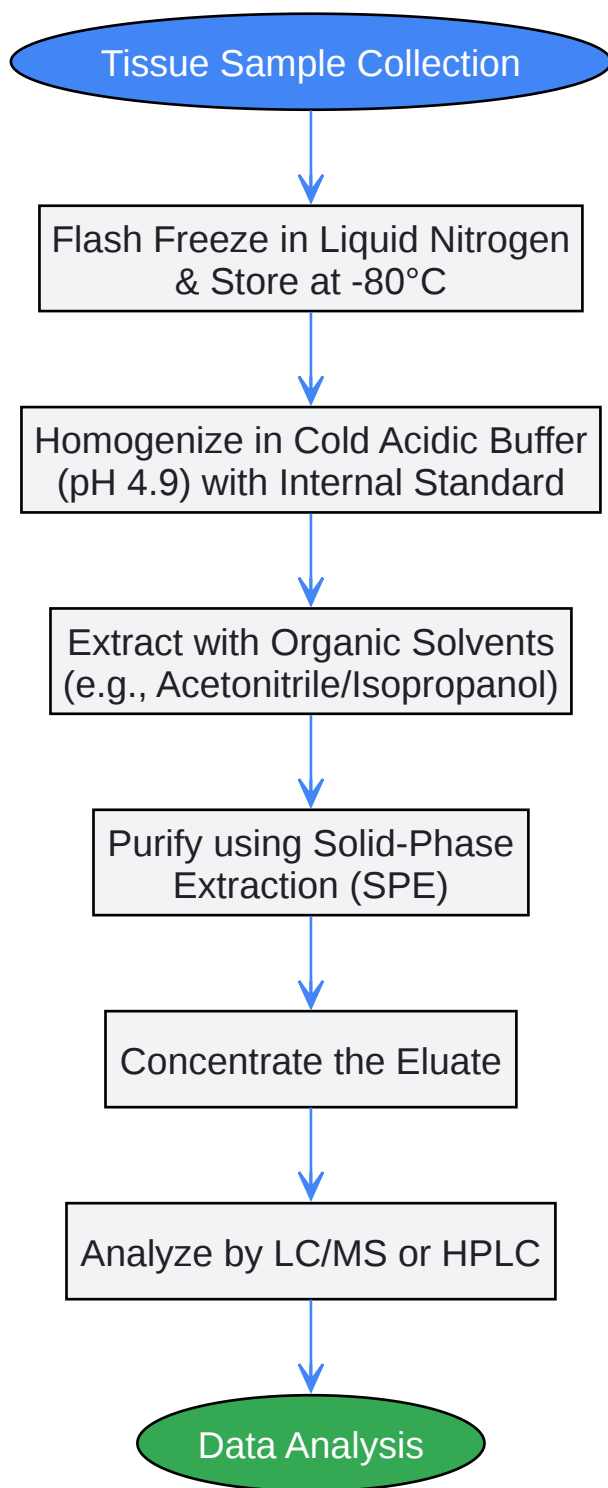 Tissue Sample Collection
Flash Freeze in Liquid Nitrogen
& Store at -80°C
Homogenize in Cold Acidic Buffer
(pH 4.9) with Internal Standard
Extract with Organic Solvents
(e.g., Acetonitrile/Isopropanol)
Purify using Solid-Phase
Extraction (SPE)
Concentrate the Eluate
Analyze by LC/MS or HPLC
Data Analysis